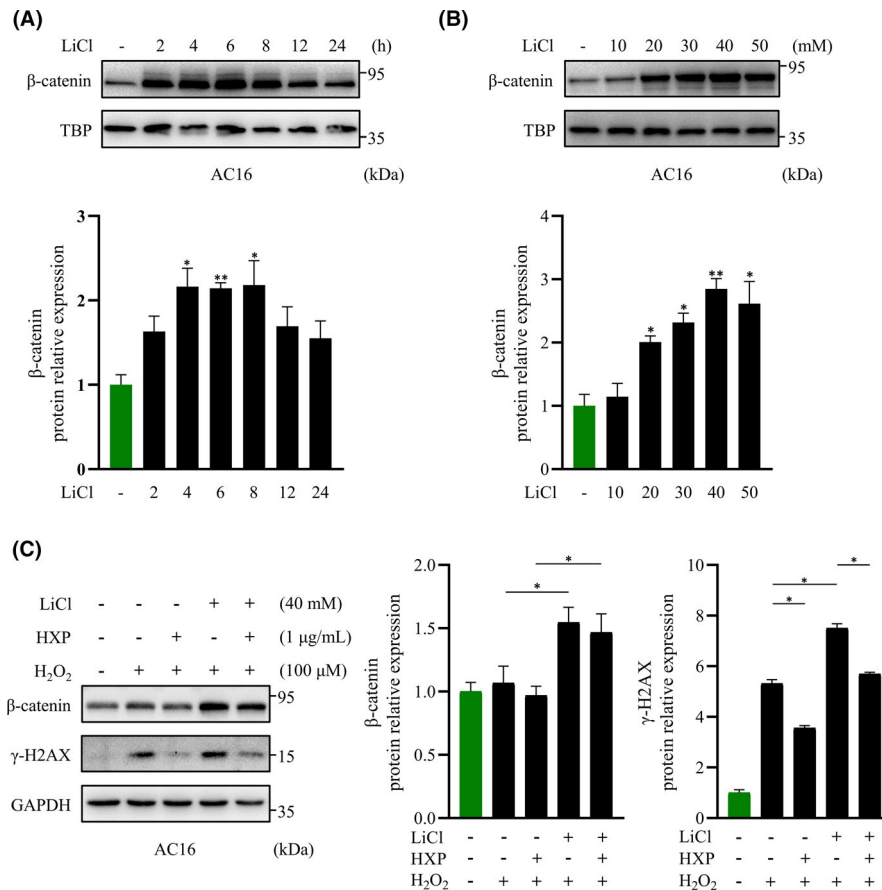 (A)
LiCl - 2 4 6 8 12 24 (h)
β-catenin 95
TBP 35
AC16 (kDa)
β-catenin
protein relative expression
3
2
1
0
* ** *
LiCl - 2 4 6 8 12 24
(B)
LiCl - 10 20 30 40 50 (mM)
β-catenin 95
TBP 35
AC16 (kDa)
β-catenin
protein relative expression
4
3
2
1
0
* * ** *
LiCl - 10 20 30 40 50
(C)
LiCl - - - + + (40 mM)
HXP - - + - + (1 μg/mL)
H₂O₂ - + + + + (100 μM)
β-catenin 95
γ-H2AX 15
GAPDH 35
AC16 (kDa)
β-catenin
protein relative expression
2.0
1.5
1.0
0.5
0.0
* *
LiCl - - - + +
HXP - - + - +
H₂O₂ - + + + +
γ-H2AX
protein relative expression
10
8
6
4
2
0
* * *
LiCl - - - + +
HXP - - + - +
H₂O₂ - + + + +